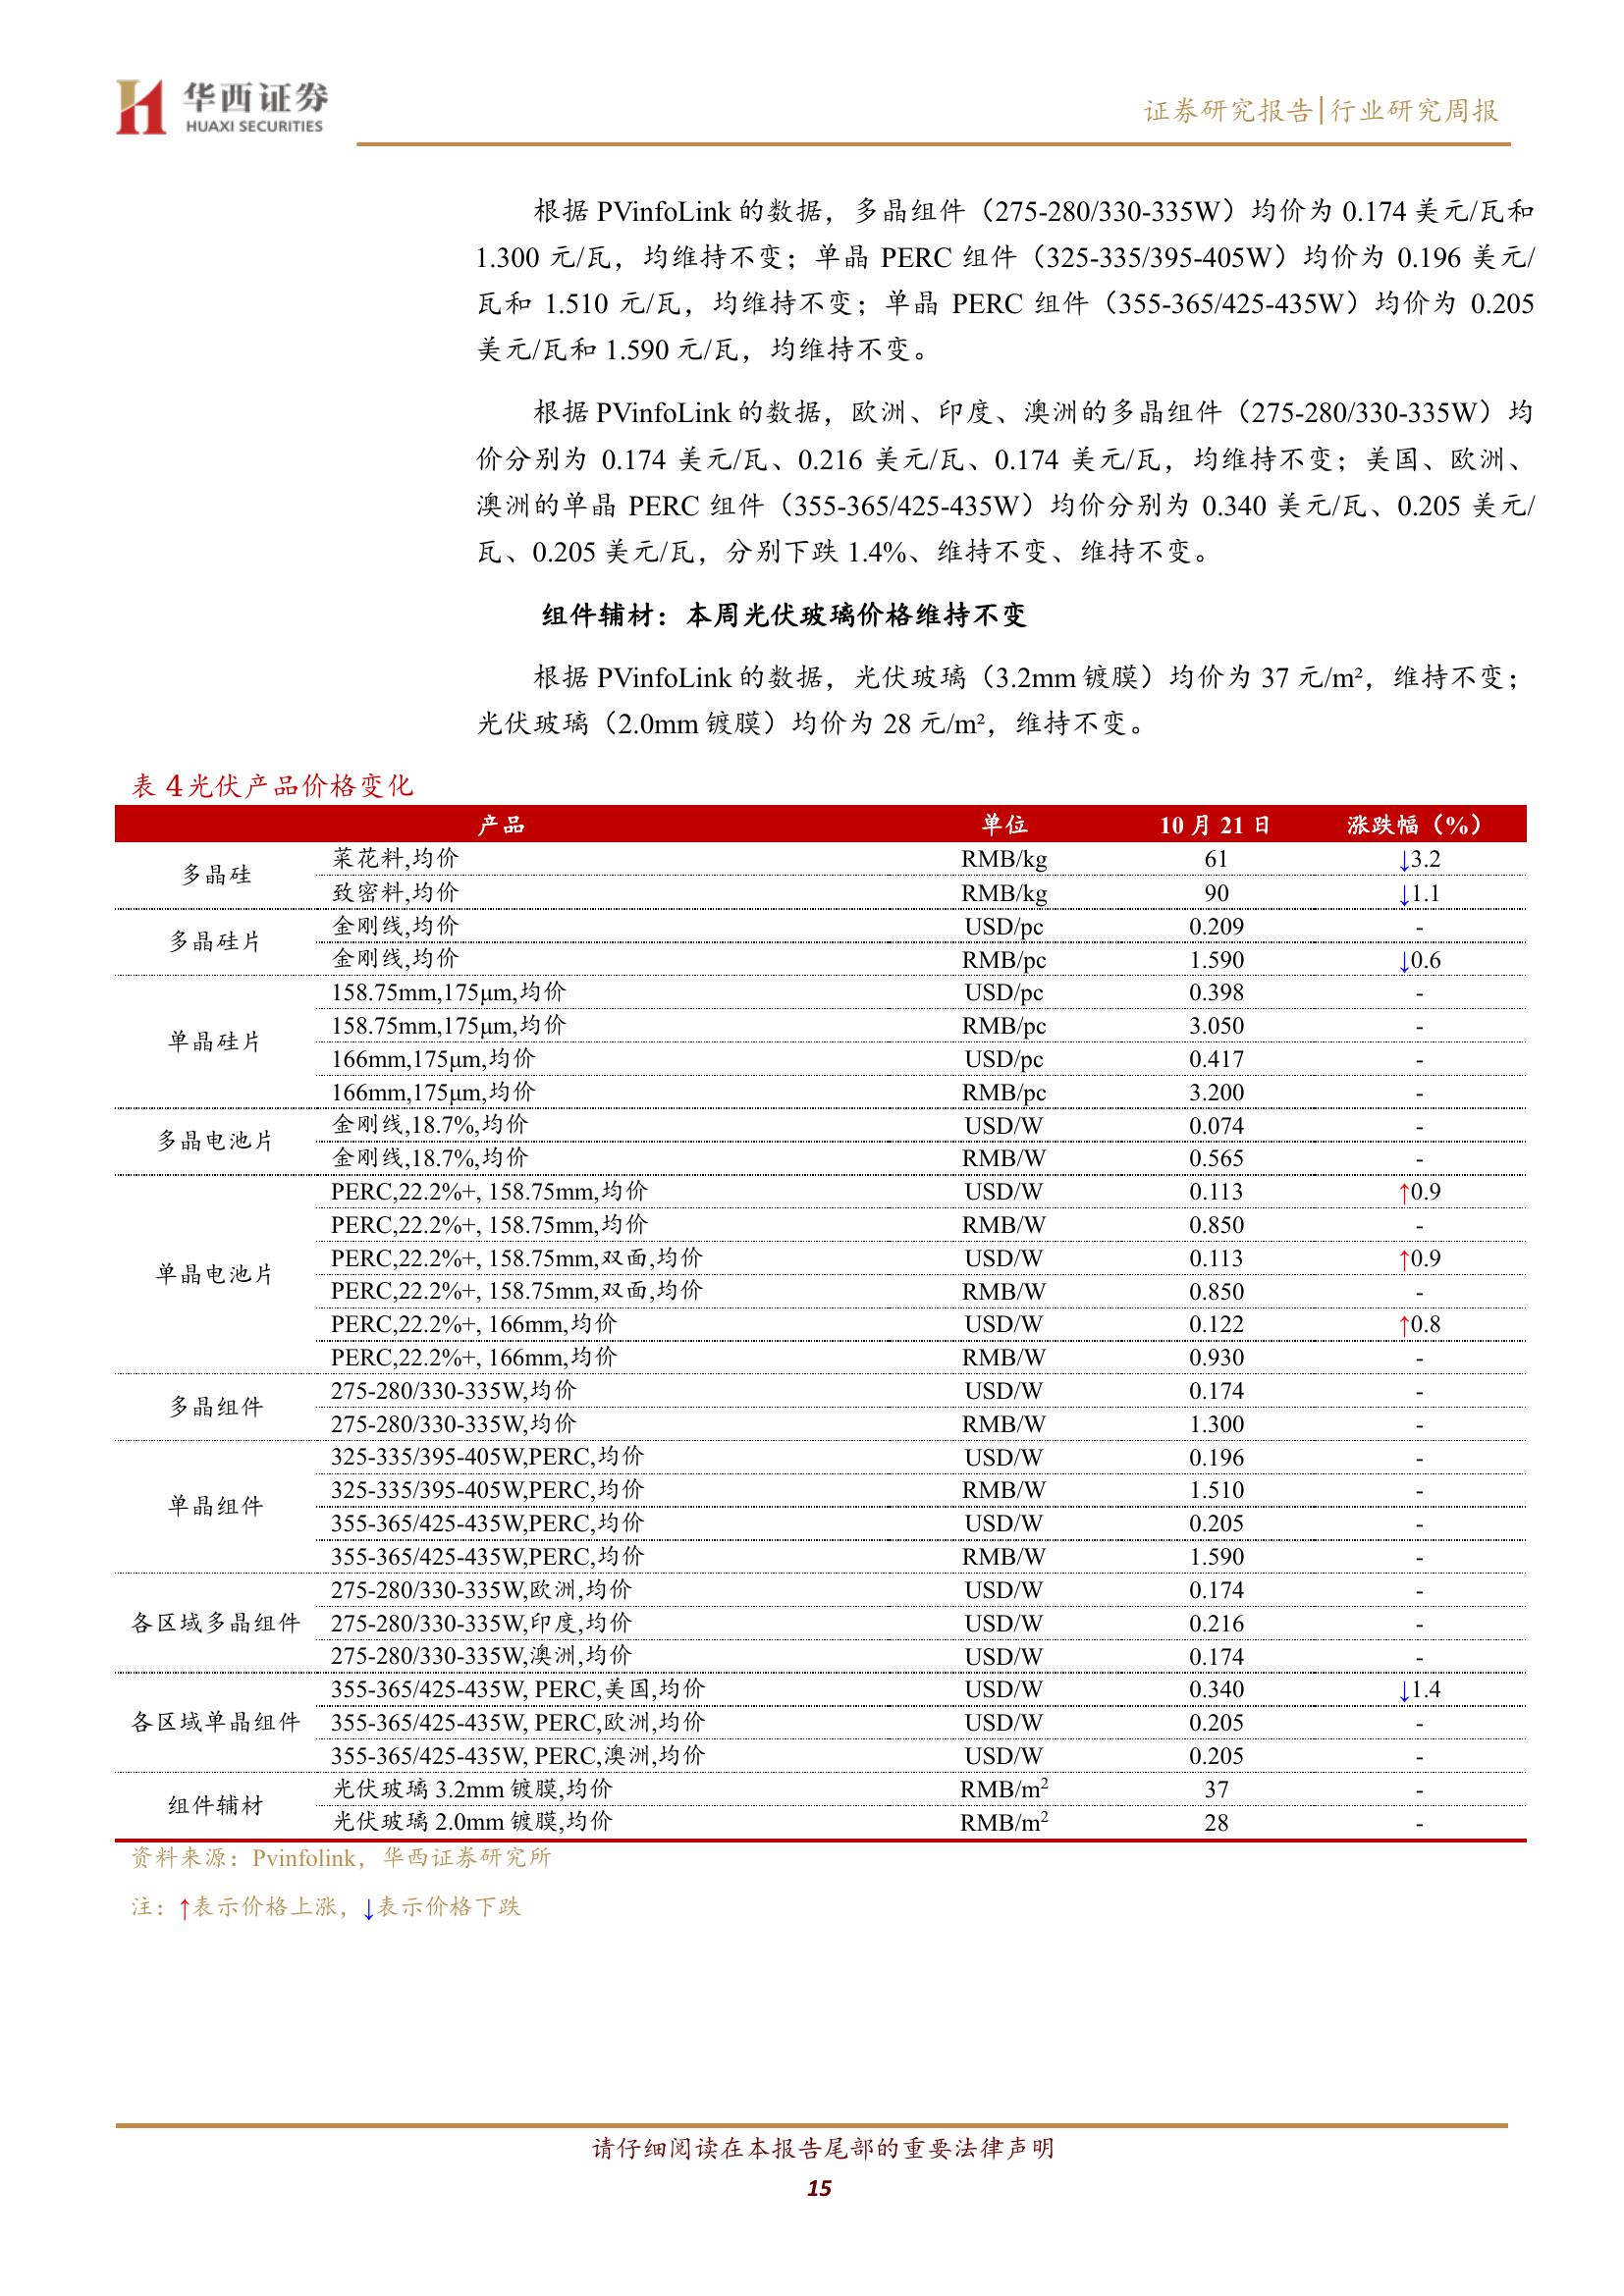 华西证券
HUAXI SECURITIES
证券研究报告|行业研究周报
根据 PVinfoLink 的数据，多晶组件（275-280/330-335W）均价为 0.174 美元/瓦和
1.300 元/瓦，均维持不变；单晶 PERC 组件（325-335/395-405W）均价为 0.196 美元/
瓦和 1.510 元/瓦，均维持不变；单晶 PERC 组件（355-365/425-435W）均价为 0.205
美元/瓦和 1.590 元/瓦，均维持不变。
根据 PVinfoLink 的数据，欧洲、印度、澳洲的多晶组件（275-280/330-335W）均
价分别为 0.174 美元/瓦、0.216 美元/瓦、0.174 美元/瓦，均维持不变；美国、欧洲、
澳洲的单晶 PERC 组件（355-365/425-435W）均价分别为 0.340 美元/瓦、0.205 美元/
瓦、0.205 美元/瓦，分别下跌 1.4%、维持不变、维持不变。
组件辅材：本周光伏玻璃价格维持不变
根据 PVinfoLink 的数据，光伏玻璃（3.2mm 镀膜）均价为 37 元/m²，维持不变；
光伏玻璃（2.0mm 镀膜）均价为 28 元/m²，维持不变。
表 4 光伏产品价格变化
产品 单位 10 月 21 日 涨跌幅（%）
多晶硅
菜花料,均价 RMB/kg 61 ↓3.2
致密料,均价 RMB/kg 90 ↓1.1
多晶硅片
金刚线,均价 USD/pc 0.209 -
金刚线,均价 RMB/pc 1.590 ↓0.6
单晶硅片
158.75mm,175μm,均价 USD/pc 0.398 -
158.75mm,175μm,均价 RMB/pc 3.050 -
166mm,175μm,均价 USD/pc 0.417 -
166mm,175μm,均价 RMB/pc 3.200 -
多晶电池片
金刚线,18.7%,均价 USD/W 0.074 -
金刚线,18.7%,均价 RMB/W 0.565 -
单晶电池片
PERC,22.2%+, 158.75mm,均价 USD/W 0.113 ↑0.9
PERC,22.2%+, 158.75mm,均价 RMB/W 0.850 -
PERC,22.2%+, 158.75mm,双面,均价 USD/W 0.113 ↑0.9
PERC,22.2%+, 158.75mm,双面,均价 RMB/W 0.850 -
PERC,22.2%+, 166mm,均价 USD/W 0.122 ↑0.8
PERC,22.2%+, 166mm,均价 RMB/W 0.930 -
多晶组件
275-280/330-335W,均价 USD/W 0.174 -
275-280/330-335W,均价 RMB/W 1.300 -
单晶组件
325-335/395-405W,PERC,均价 USD/W 0.196 -
325-335/395-405W,PERC,均价 RMB/W 1.510 -
355-365/425-435W,PERC,均价 USD/W 0.205 -
355-365/425-435W,PERC,均价 RMB/W 1.590 -
各区域多晶组件
275-280/330-335W,欧洲,均价 USD/W 0.174 -
275-280/330-335W,印度,均价 USD/W 0.216 -
275-280/330-335W,澳洲,均价 USD/W 0.174 -
各区域单晶组件
355-365/425-435W, PERC,美国,均价 USD/W 0.340 ↓1.4
355-365/425-435W, PERC,欧洲,均价 USD/W 0.205 -
355-365/425-435W, PERC,澳洲,均价 USD/W 0.205 -
组件辅材
光伏玻璃 3.2mm 镀膜,均价 RMB/m² 37 -
光伏玻璃 2.0mm 镀膜,均价 RMB/m² 28 -
资料来源：Pvinfolink，华西证券研究所
注：↑表示价格上涨，↓表示价格下跌
请仔细阅读在本报告尾部的重要法律声明
15